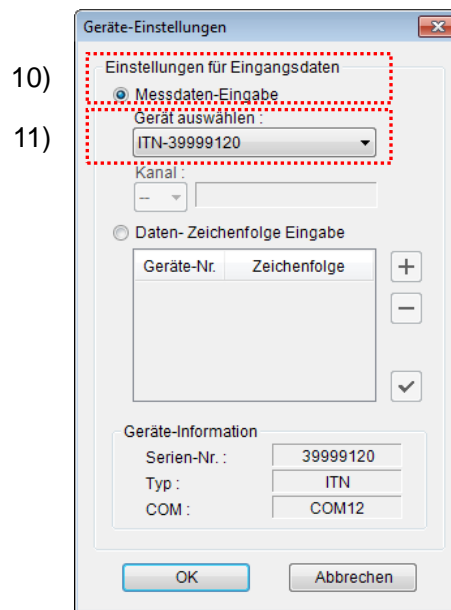 Geräte-Einstellungen
10)
Einstellungen für Eingangsdaten
Messdaten-Eingabe
11)
Gerät auswählen :
ITN-39999120
Kanal :
--
Daten- Zeichenfolge Eingabe
Geräte-Nr. Zeichenfolge
Geräte-Information
Serien-Nr. : 39999120
Typ : ITN
COM : COM12
OK Abbrechen